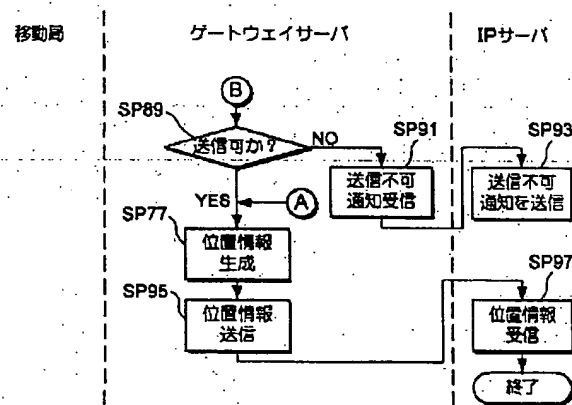 移動局
ゲートウェイサーバ
IPサーバ
B
SP89
送信可か？
NO
SP91
送信不可
通知受信
SP93
送信不可
通知を送信
YES
A
SP77
位置情報
生成
SP95
位置情報
送信
SP97
位置情報
受信
終了